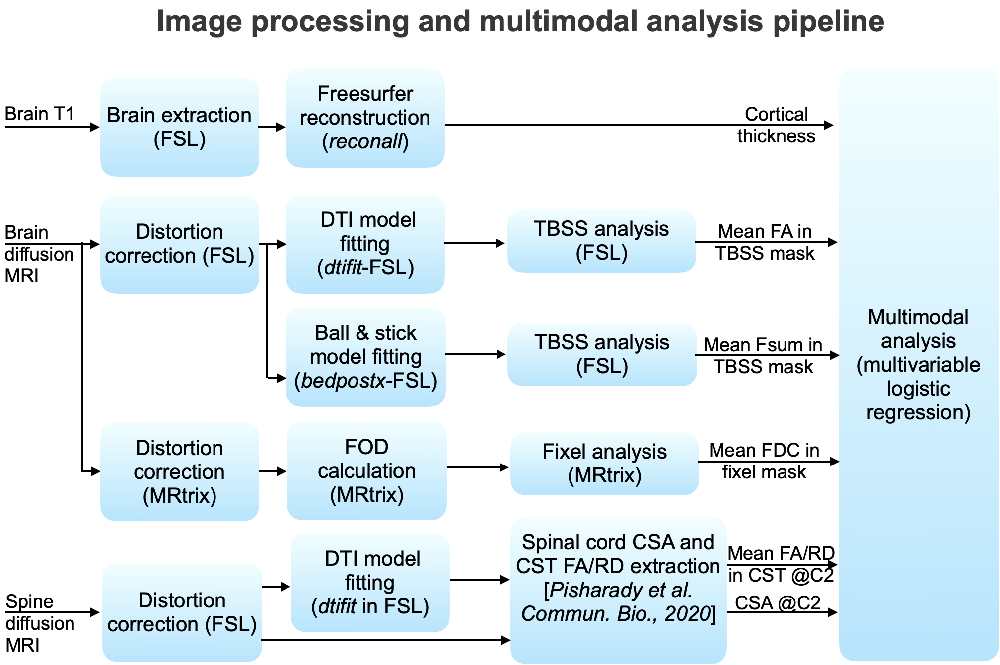 Image processing and multimodal analysis pipeline
Brain T1
Brain extraction
(FSL)
Freesurfer
reconstruction
(reconall)
Cortical
thickness
Brain
diffusion
MRI
Distortion
correction (FSL)
DTI model
fitting
(dtifit-FSL)
TBSS analysis
(FSL)
Mean FA in
TBSS mask
Ball & stick
model fitting
(bedpostx-FSL)
TBSS analysis
(FSL)
Mean Fsum in
TBSS mask
Distortion
correction
(MRtrix)
FOD
calculation
(MRtrix)
Fixel analysis
(MRtrix)
Mean FDC in
fixel mask
Spine
diffusion
MRI
Distortion
correction (FSL)
DTI model
fitting
(dtifit in FSL)
Spinal cord CSA and
CST FA/RD extraction
[Pisharady et al.
Commun. Bio., 2020]
Mean FA/RD
in CST @C2
CSA @C2
Multimodal
analysis
(multivariable
logistic
regression)